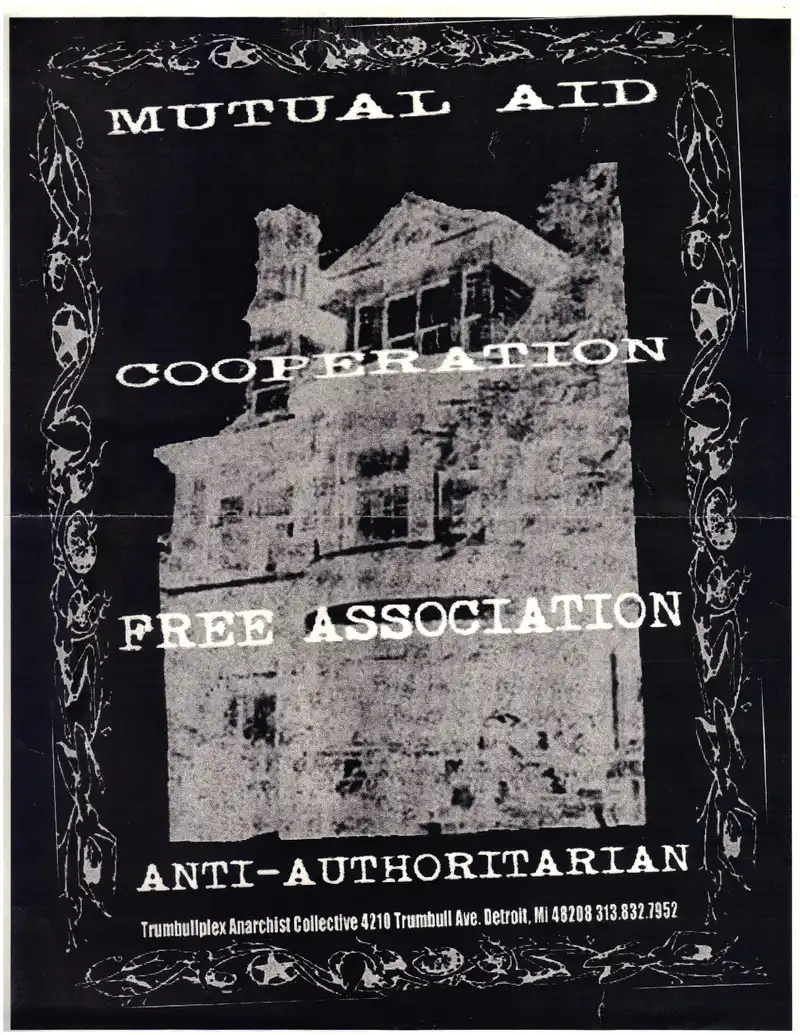 MUTUAL AID
COOPERATION
FREE ASSOCIATION
ANTI-AUTHORITARIAN
Trumbullplex Anarchist Collective 4210 Trumbull Ave. Detroit, MI 48208 313.832.7952